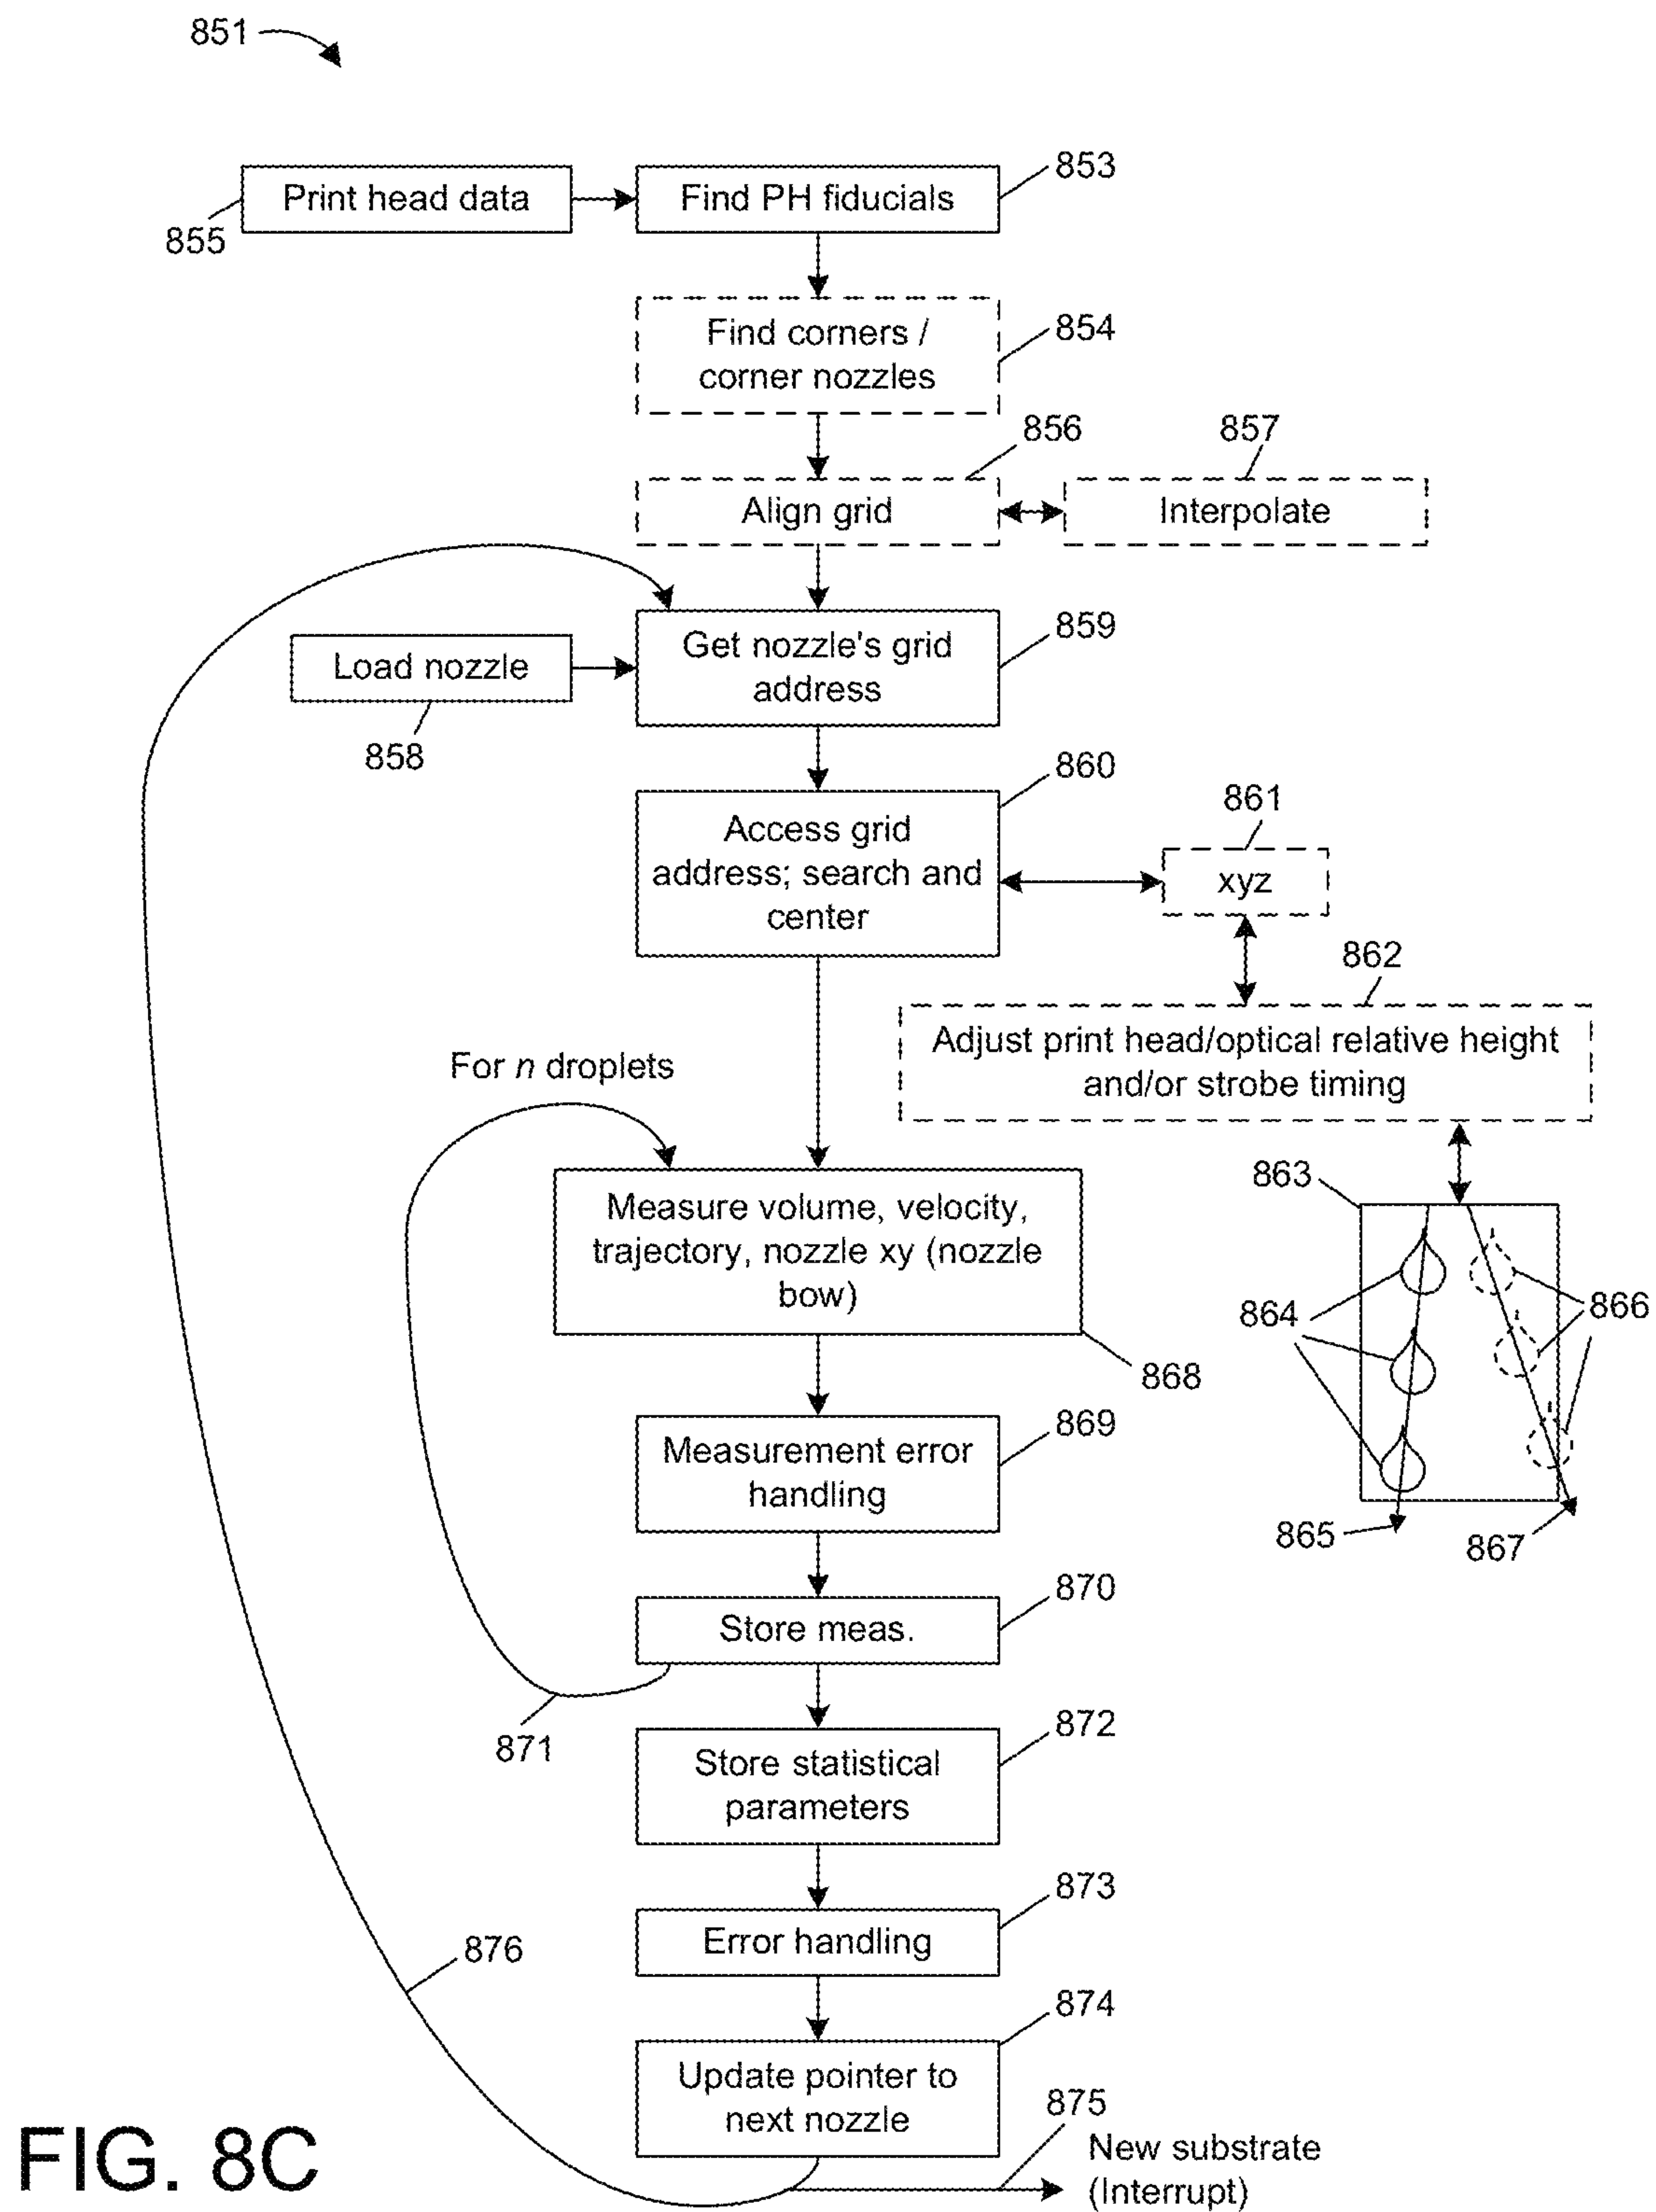 851
853
Print head data
Find PH fiducials
855
Find corners /
corner nozzles
854
856
857
Align grid
Interpolate
859
Get nozzle's grid
address
Load nozzle
858
860
Access grid
address; search and
center
861
xyz
862
Adjust print head/optical relative height
and/or strobe timing
For n droplets
863
Measure volume, velocity,
trajectory, nozzle xy (nozzle
bow)
864
866
868
869
Measurement error
handling
865
867
870
Store meas.
871
872
Store statistical
parameters
873
Error handling
876
874
Update pointer to
next nozzle
875
New substrate
(Interrupt)
FIG. 8C